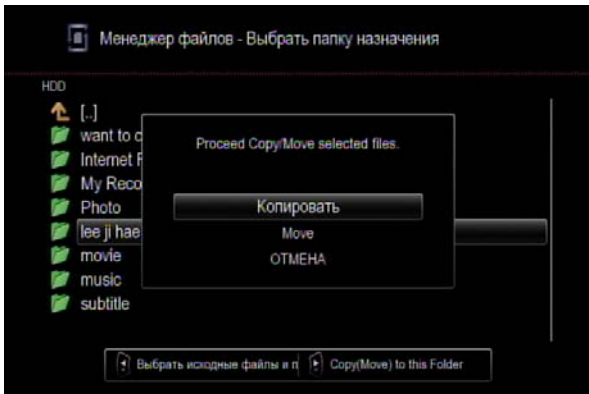 Менеджер файлов - Выбрать папку назначения
HDD
[..]
want to c
Internet F
My Reco
Photo
lee ji hae
movie
music
subtitle
Proceed Copy/Move selected files.
Копировать
Move
ОТМЕНА
Выбрать исходные файлы и п
Copy(Move) to this Folder